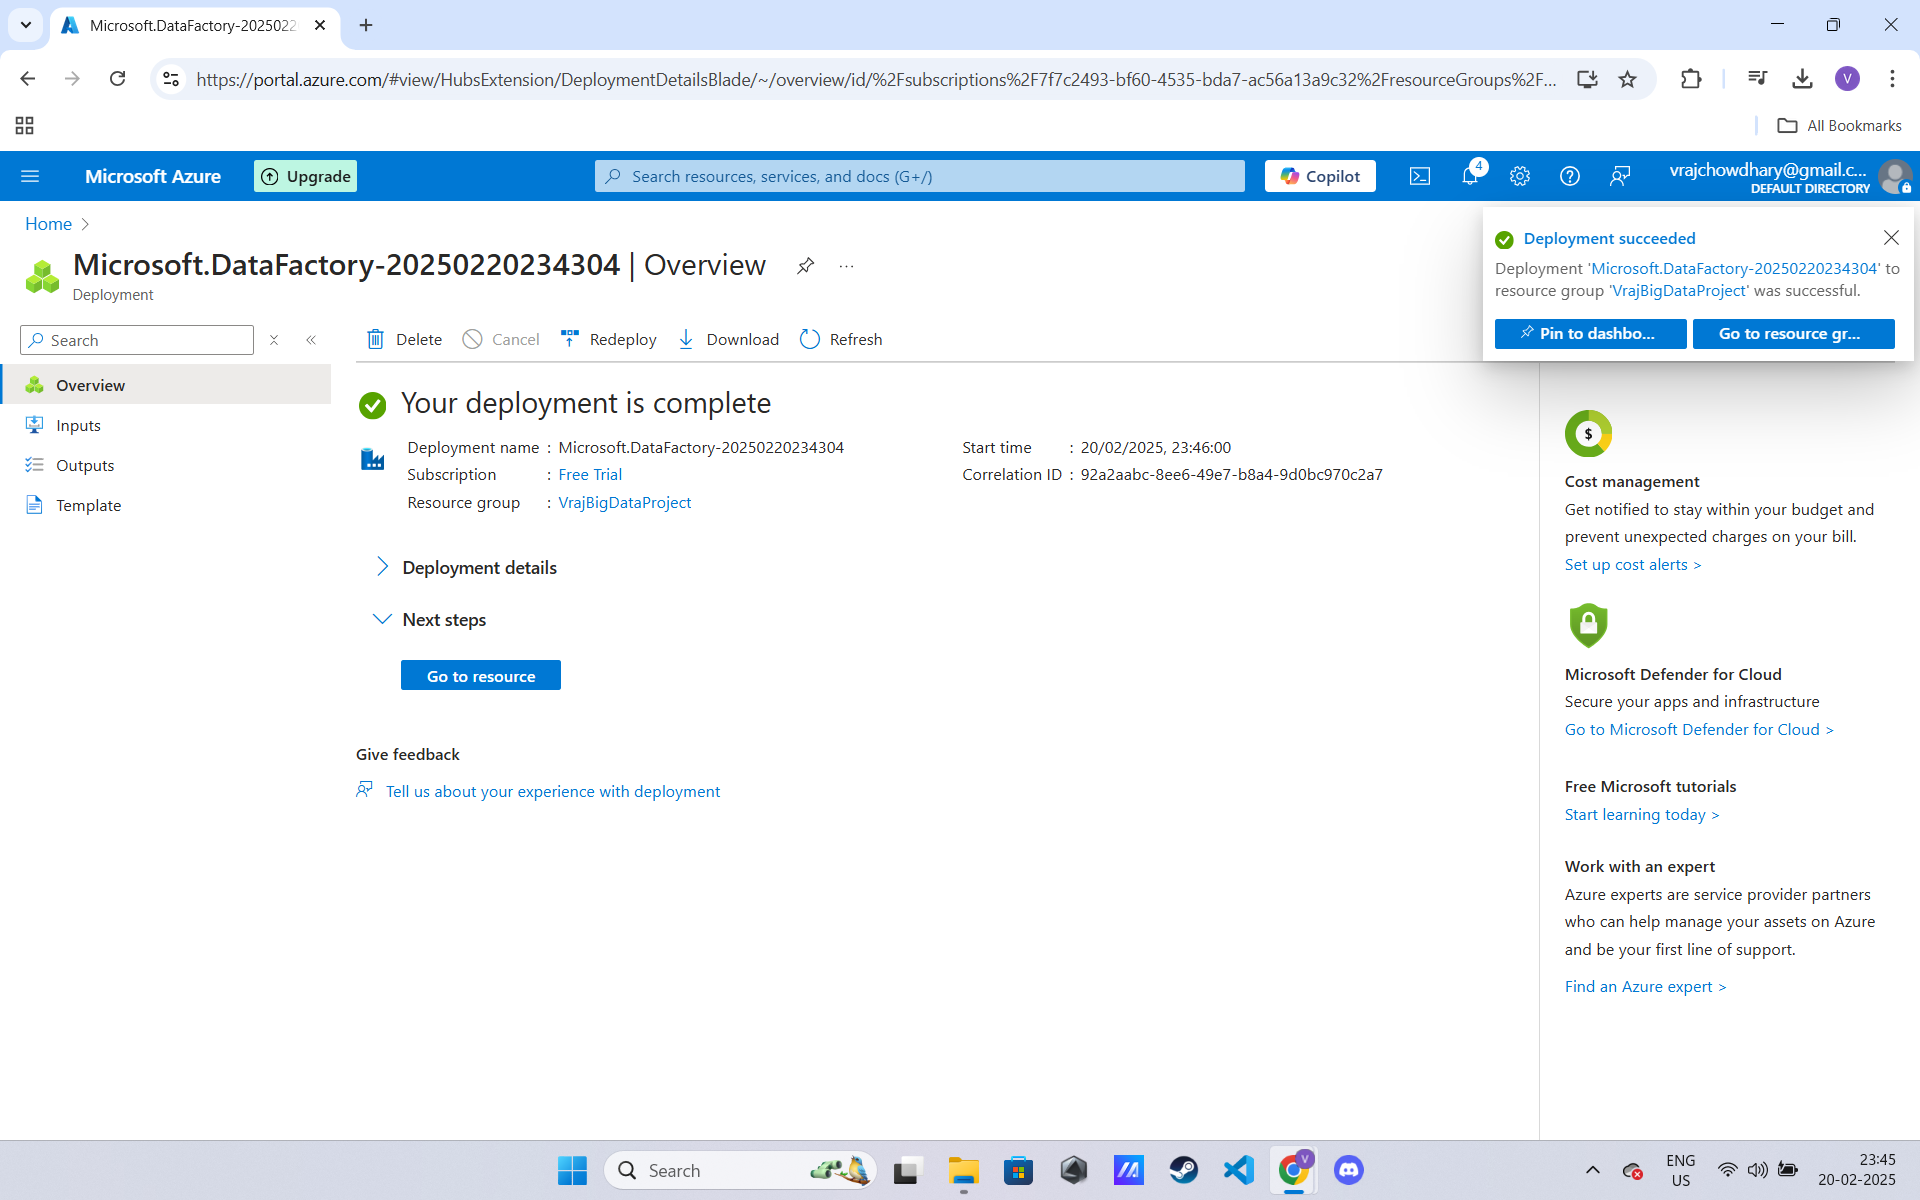 Microsoft.DataFactory-202502202
https://portal.azure.com/#view/HubsExtension/DeploymentDetailsBlade/~/overview/id/%2Fsubscriptions%2F7f7c2493-bf60-4535-bda7-ac56a13a9c32%2FresourceGroups%2F...
V
All Bookmarks
Microsoft Azure
Upgrade
Search resources, services, and docs (G+/)
Copilot
4
vrajchowdhary@gmail.c...
DEFAULT DIRECTORY
Home
Microsoft.DataFactory-20250220234304 | Overview
Deployment
Deployment succeeded
Deployment 'Microsoft.DataFactory-20250220234304' to
resource group 'VrajBigDataProject' was successful.
Pin to dashbo...
Go to resource gr...
Search
Delete
Cancel
Redeploy
Download
Refresh
Overview
Inputs
Outputs
Template
Your deployment is complete
Deployment name : Microsoft.DataFactory-20250220234304
Subscription : Free Trial
Resource group : VrajBigDataProject
Start time : 20/02/2025, 23:46:00
Correlation ID : 92a2aabc-8ee6-49e7-b8a4-9d0bc970c2a7
Deployment details
Next steps
Go to resource
Give feedback
Tell us about your experience with deployment
$
Cost management
Get notified to stay within your budget and
prevent unexpected charges on your bill.
Set up cost alerts >
Microsoft Defender for Cloud
Secure your apps and infrastructure
Go to Microsoft Defender for Cloud >
Free Microsoft tutorials
Start learning today >
Work with an expert
Azure experts are service provider partners
who can help manage your assets on Azure
and be your first line of support.
Find an Azure expert >
Search
V
ENG
US
23:45
20-02-2025